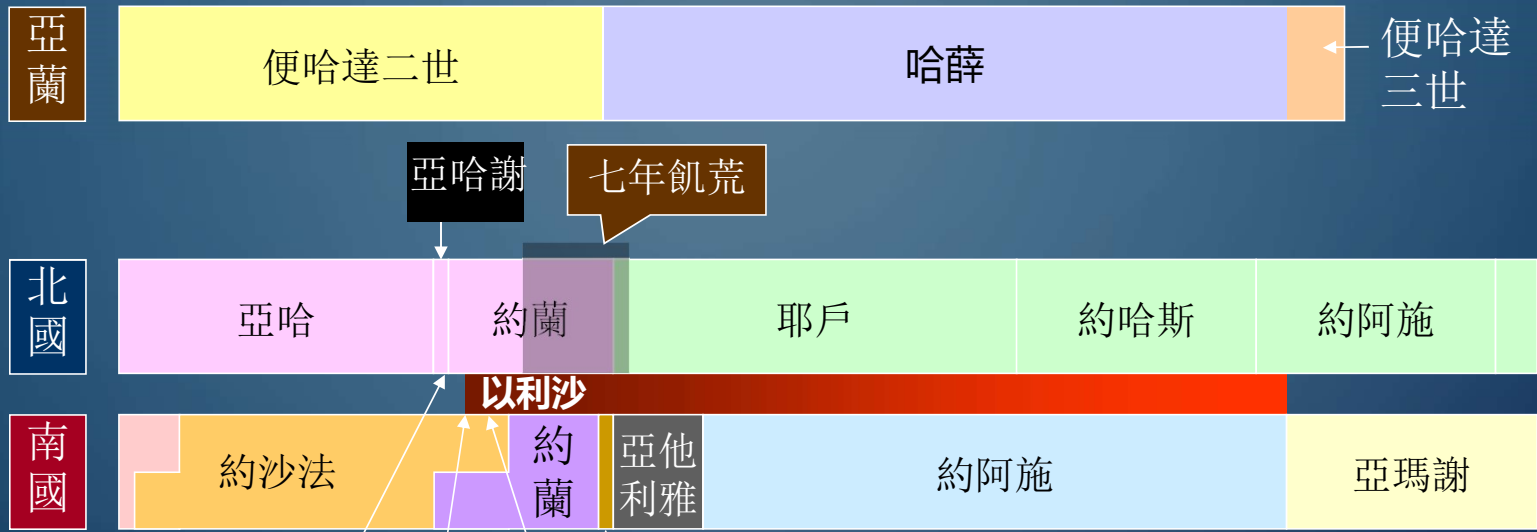 亞
蘭
便哈達二世
哈薛
便哈達
三世
亞哈謝
七年飢荒
北
國
亞哈
約蘭
耶戶
約哈斯
約阿施
以利沙
南
國
約沙法
約
蘭
亞他
利雅
約阿施
亞瑪謝